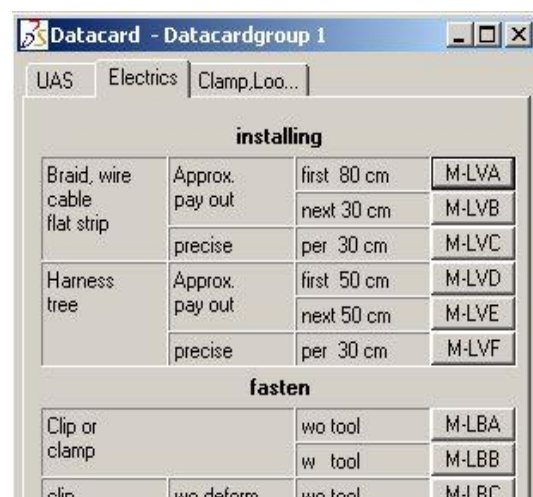 Datacard - Datacardgroup 1
UAS Electrics Clamp,Loo...
installing
Braid, wire cable flat strip Approx. pay out first 80 cm M-LVA
next 30 cm M-LVB
precise per 30 cm M-LVC
Harness tree Approx. pay out first 50 cm M-LVD
next 50 cm M-LVE
precise per 30 cm M-LVF
fasten
Clip or clamp wo tool M-LBA
w tool M-LBB
clip wo deform wo tool M-LBC